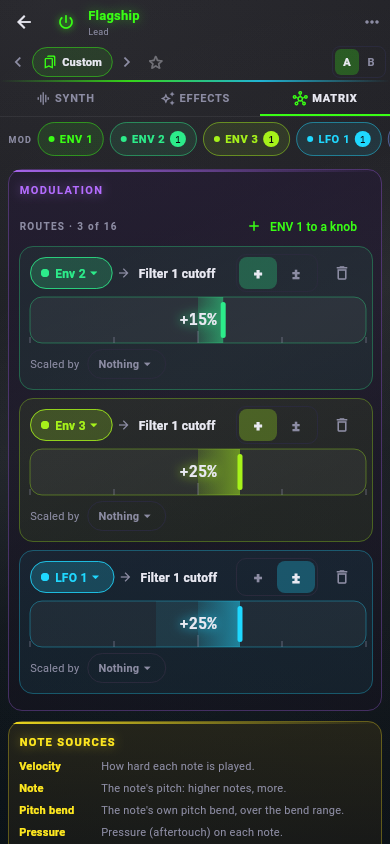 Flagship
Lead
Custom
A B
SYNTH EFFECTS MATRIX
MOD ENV 1 ENV 2 1 ENV 3 1 LFO 1 1
MODULATION
ROUTES · 3 of 16 + ENV 1 to a knob
Env 2 → Filter 1 cutoff + ±
+15%
Scaled by Nothing
Env 3 → Filter 1 cutoff + ±
+25%
Scaled by Nothing
LFO 1 → Filter 1 cutoff + ±
+25%
Scaled by Nothing
NOTE SOURCES
Velocity How hard each note is played.
Note The note's pitch: higher notes, more.
Pitch bend The note's own pitch bend, over the bend range.
Pressure Pressure (aftertouch) on each note.